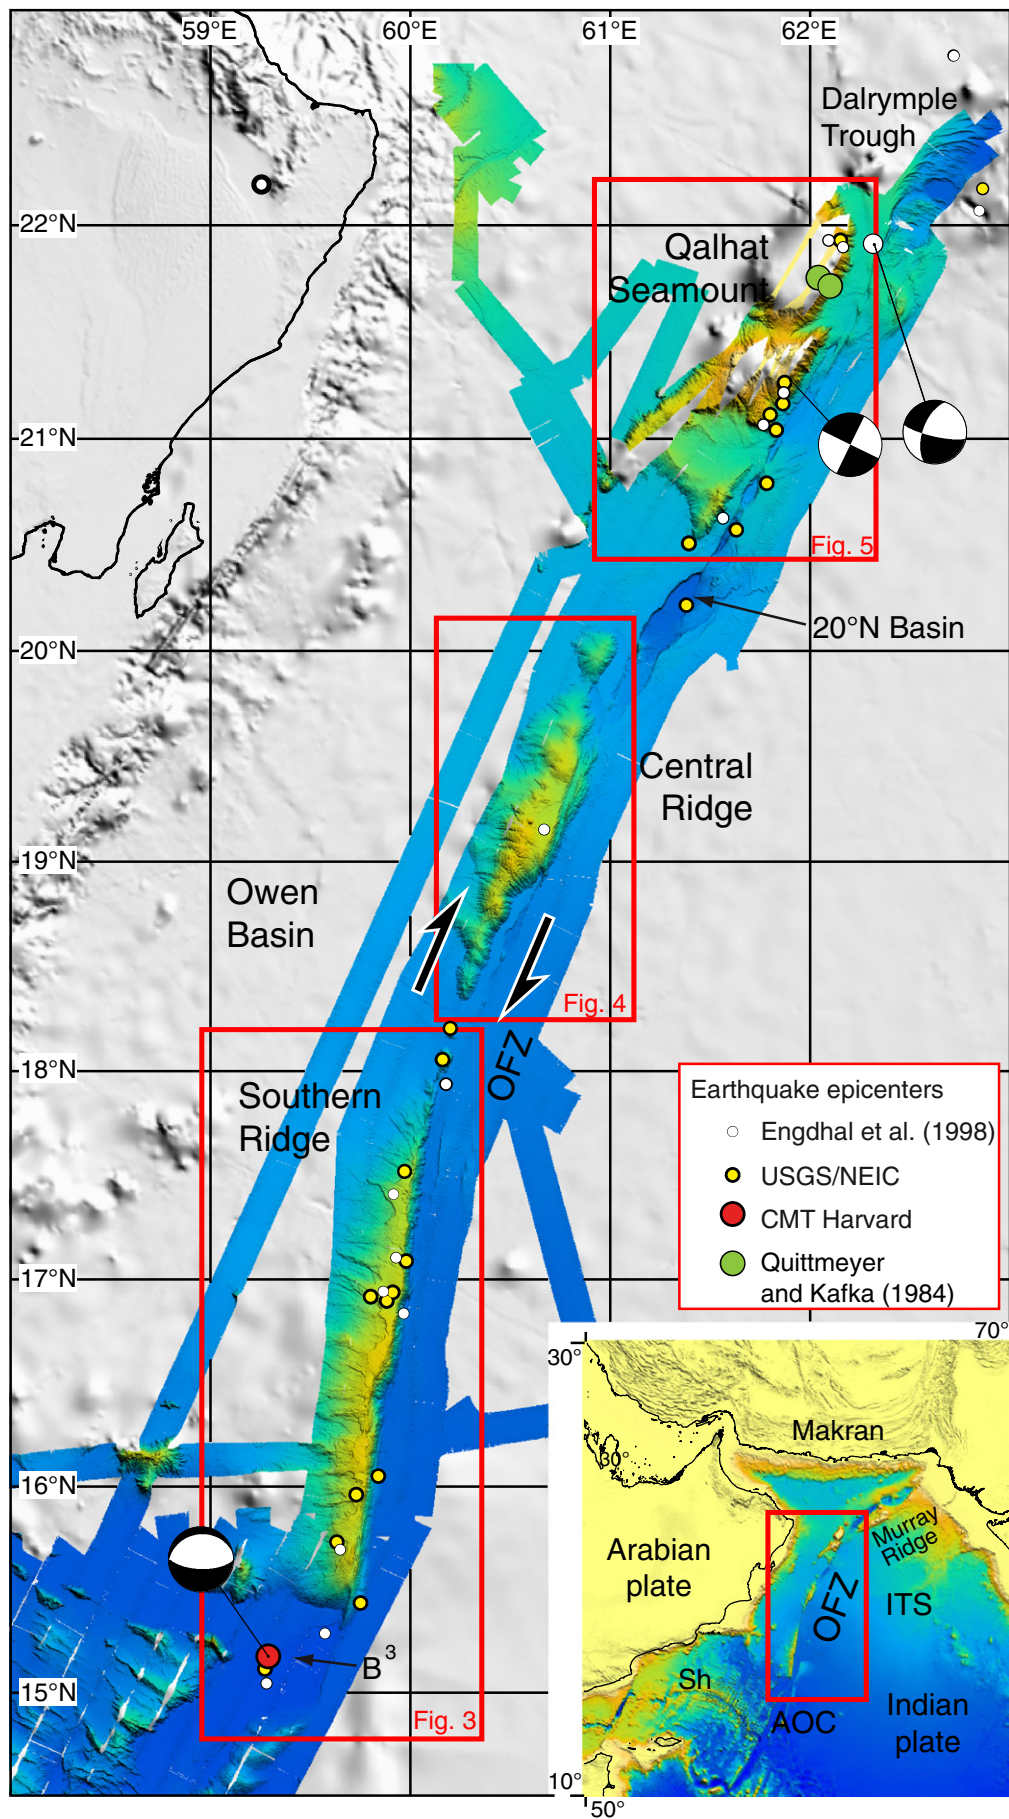 59°E
60°E
61°E
62°E
Dalrymple
Trough
22°N
Qalhat
Seamount
21°N
Fig. 5
20°N Basin
20°N
Central
Ridge
19°N
Owen
Basin
Fig. 4
OFZ
18°N
Southern
Ridge
Earthquake epicenters
Engdhal et al. (1998)
USGS/NEIC
CMT Harvard
Quittmeyer
and Kafka (1984)
17°N
16°N
B3
15°N
Fig. 3
70°
30°
Makran
30°
Murray
Ridge
Arabian
plate
OFZ
ITS
Sh
AOC
Indian
plate
10°
50°